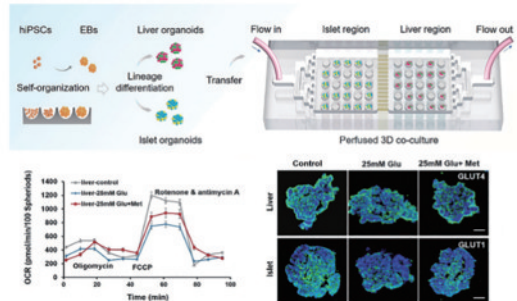 hiPSCs
EBs
Liver organoids
Self-organization
Lineage
differentiation
Islet organoids
Transfer
Flow in
Islet region
Liver region
Flow out
Perfused 3D co-culture
OCR (pmol/min/100 Spheriods)
1400
1200
1000
800
600
400
200
0
liver-control
liver-25mM Glu
liver-25mM Glu+Met
Rotenone & antimycin A
Oligomycin
FCCP
0 20 40 60 80 100
Time (min)
Control
25mM Glu
25mM Glu+ Met
Liver
GLUT4
Islet
GLUT1